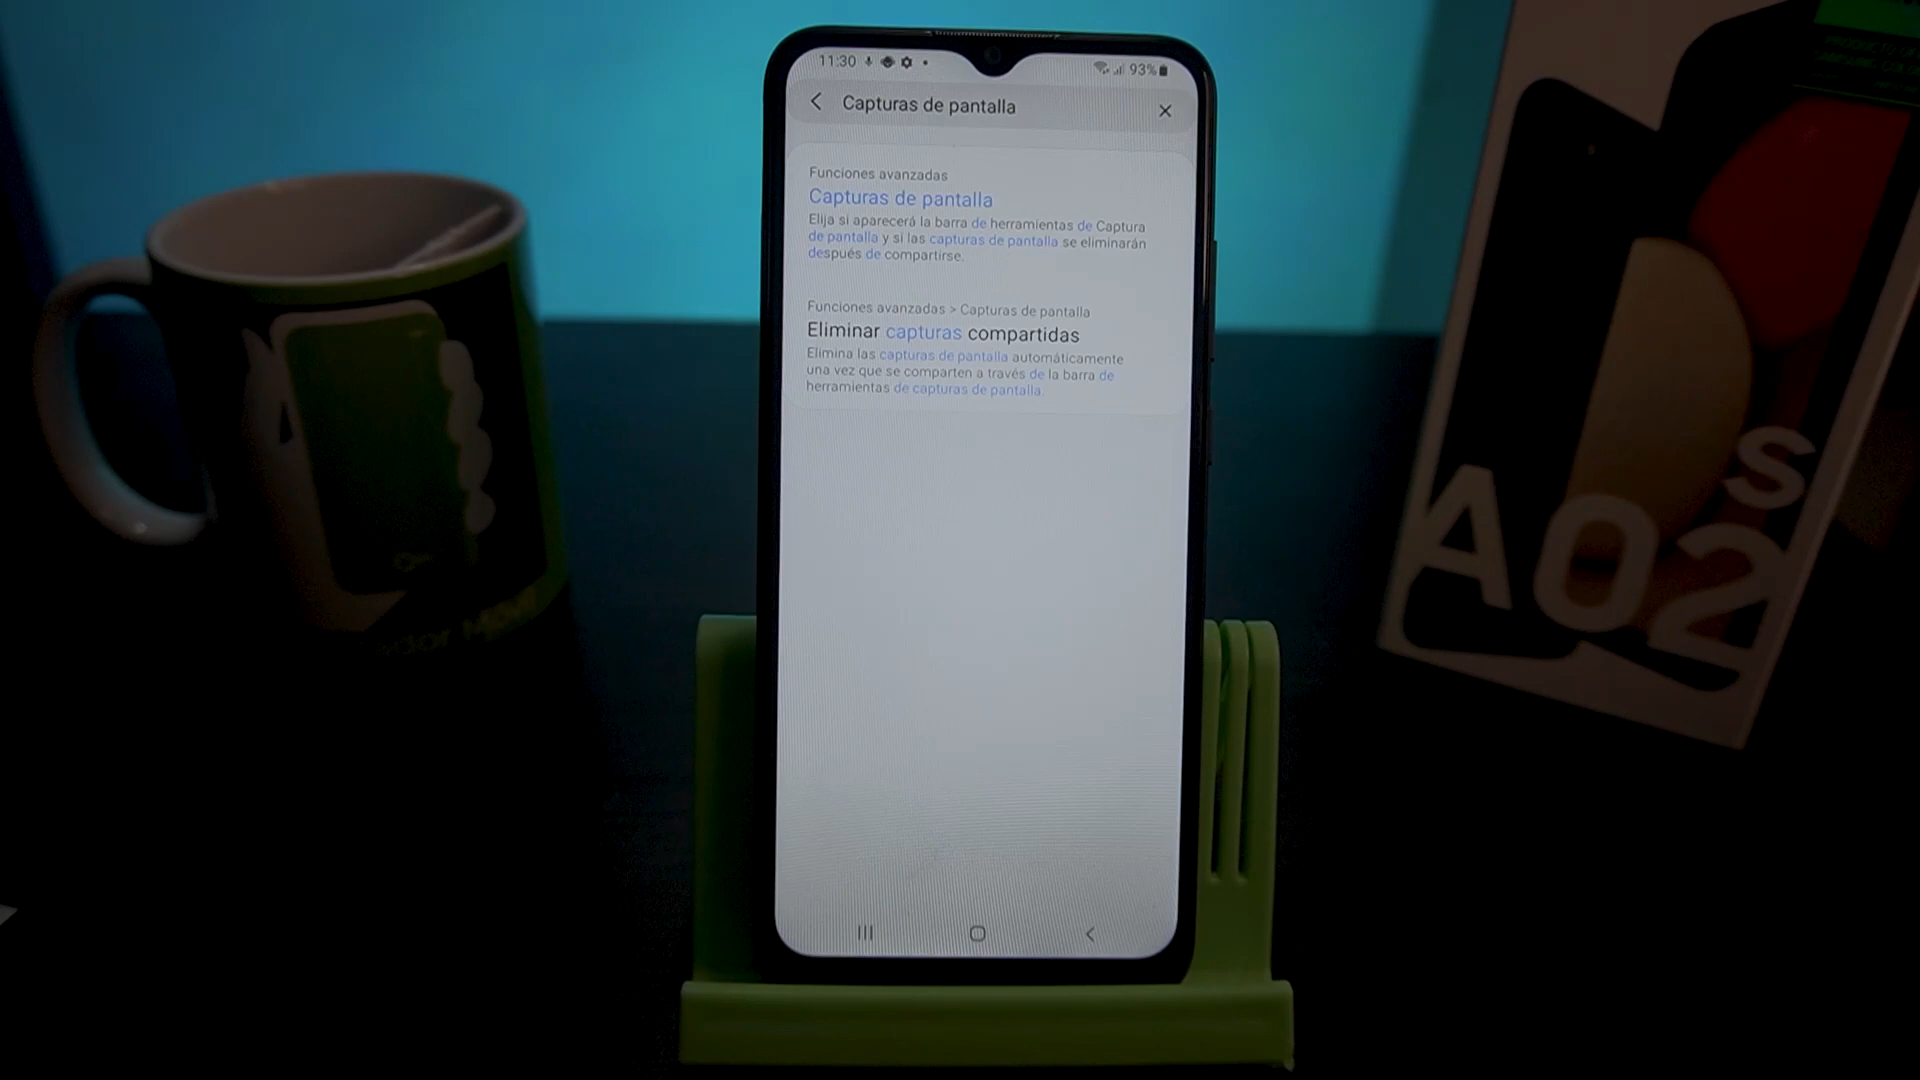 11:30
93%
Capturas de pantalla
Funciones avanzadas
Capturas de pantalla
Elija si aparecerá la barra de herramientas de Captura
de pantalla y si las capturas de pantalla se eliminarán
después de compartirse.
Funciones avanzadas > Capturas de pantalla
Eliminar capturas compartidas
Elimina las capturas de pantalla automáticamente
una vez que se comparten a través de la barra de
herramientas de capturas de pantalla.
A02s